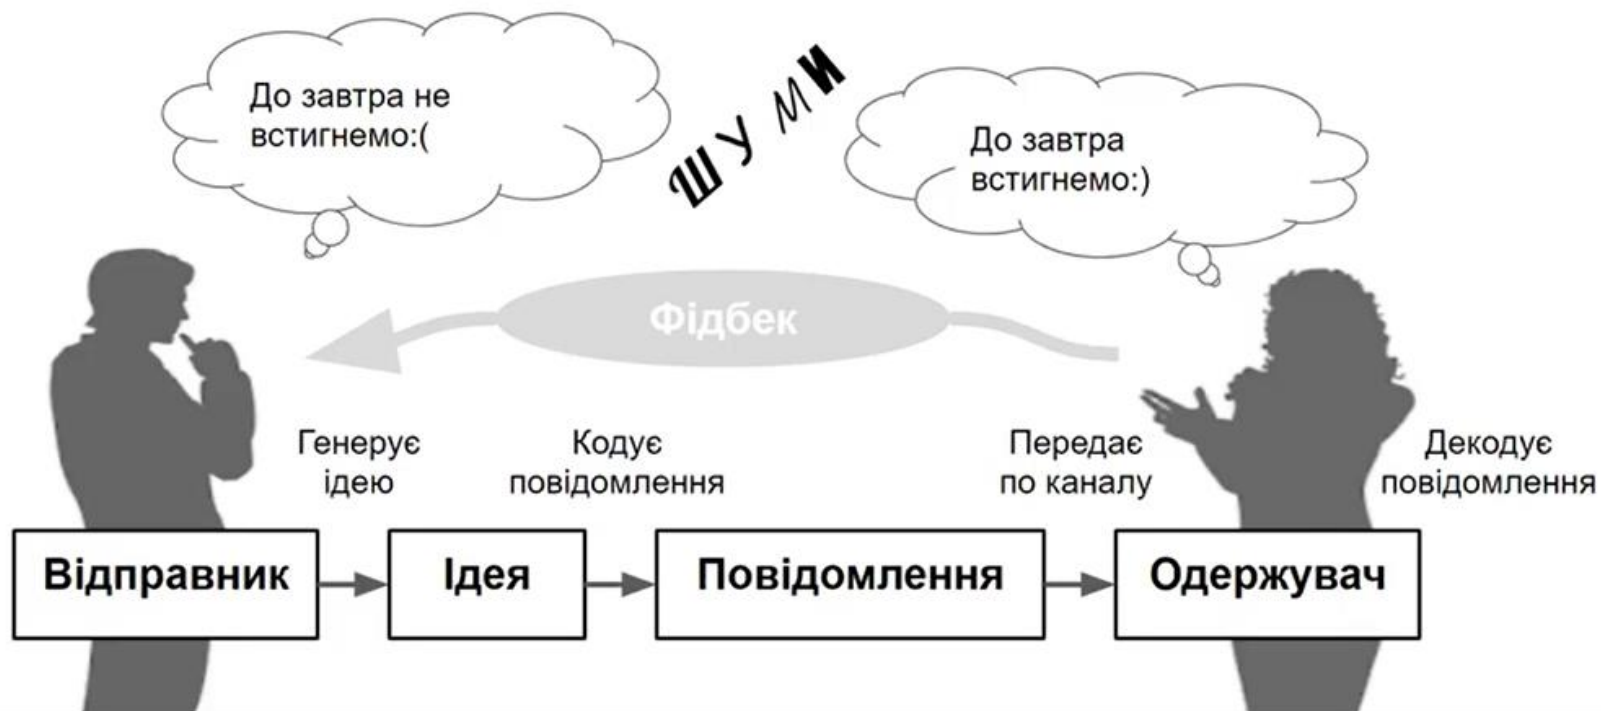 До завтра не
встигнемо:(
ШУМИ
До завтра
встигнемо:)
Фідбек
Генерує
ідею
Кодує
повідомлення
Передає
по каналу
Декодує
повідомлення
Відправник
Ідея
Повідомлення
Одержувач